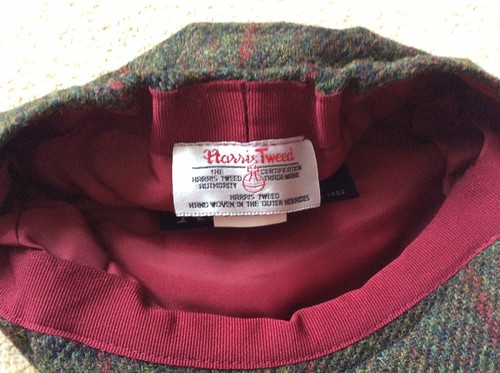 Harris Tweed
THE CERTIFICATION
HARRIS TWEED TRADE MARK
AUTHORITY
HARRIS TWEED
HAND WOVEN IN THE OUTER HEBRIDES